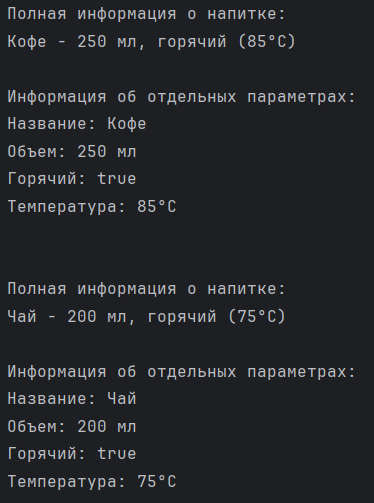 Полная информация о напитке:
Кофе - 250 мл, горячий (85°C)
Информация об отдельных параметрах:
Название: Кофе
Объем: 250 мл
Горячий: true
Температура: 85°C
Полная информация о напитке:
Чай - 200 мл, горячий (75°C)
Информация об отдельных параметрах:
Название: Чай
Объем: 200 мл
Горячий: true
Температура: 75°C